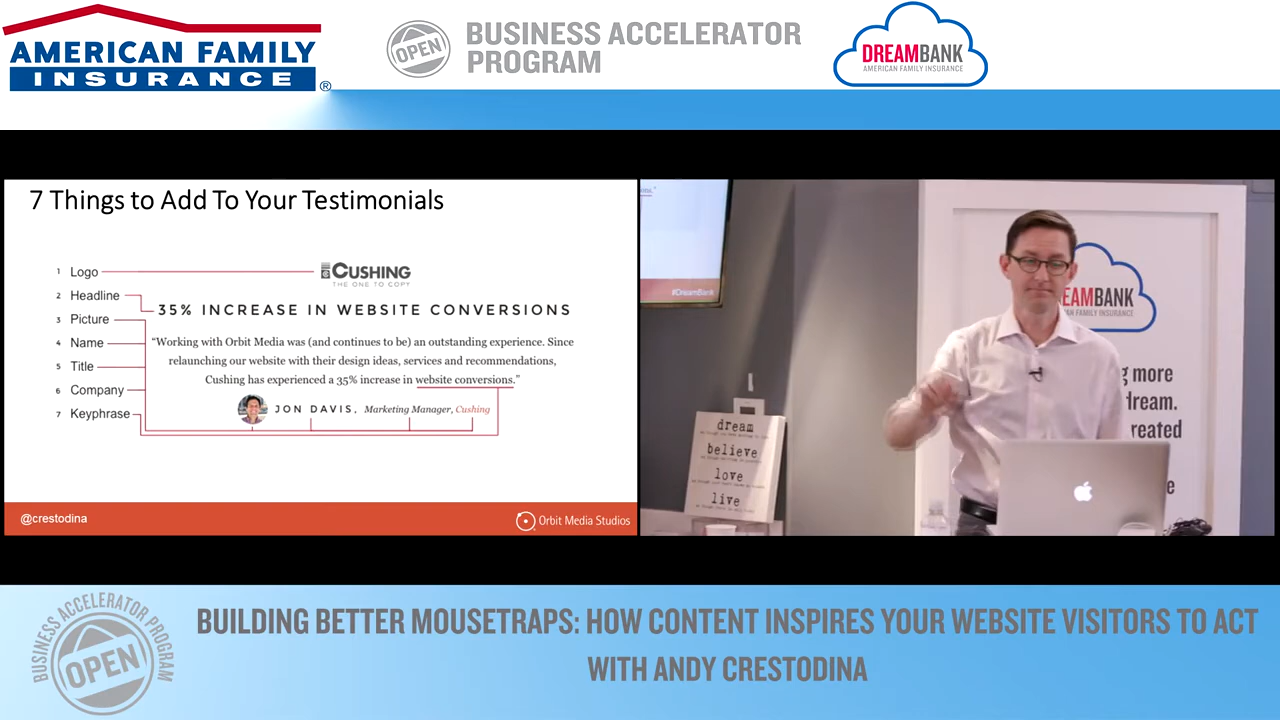 AMERICAN FAMILY
INSURANCE ®
OPEN
BUSINESS ACCELERATOR
PROGRAM
DREAMBANK
AMERICAN FAMILY INSURANCE
7 Things to Add To Your Testimonials
1 Logo
2 Headline
3 Picture
4 Name
5 Title
6 Company
7 Keyphrase
CUSHING
THE ONE TO COPY
35% INCREASE IN WEBSITE CONVERSIONS
“Working with Orbit Media was (and continues to be) an outstanding experience. Since
relaunching our website with their design ideas, services and recommendations,
Cushing has experienced a 35% increase in website conversions.”
JON DAVIS, Marketing Manager, Cushing
@crestodina
Orbit Media Studios
#DreamBank
EAMBANK
AN FAMILY INSURANCE
g more
dream.
reated
e
dream
believe
love
live
BUSINESS ACCELERATOR PROGRAM
OPEN
BUILDING BETTER MOUSETRAPS: HOW CONTENT INSPIRES YOUR WEBSITE VISITORS TO ACT
WITH ANDY CRESTODINA